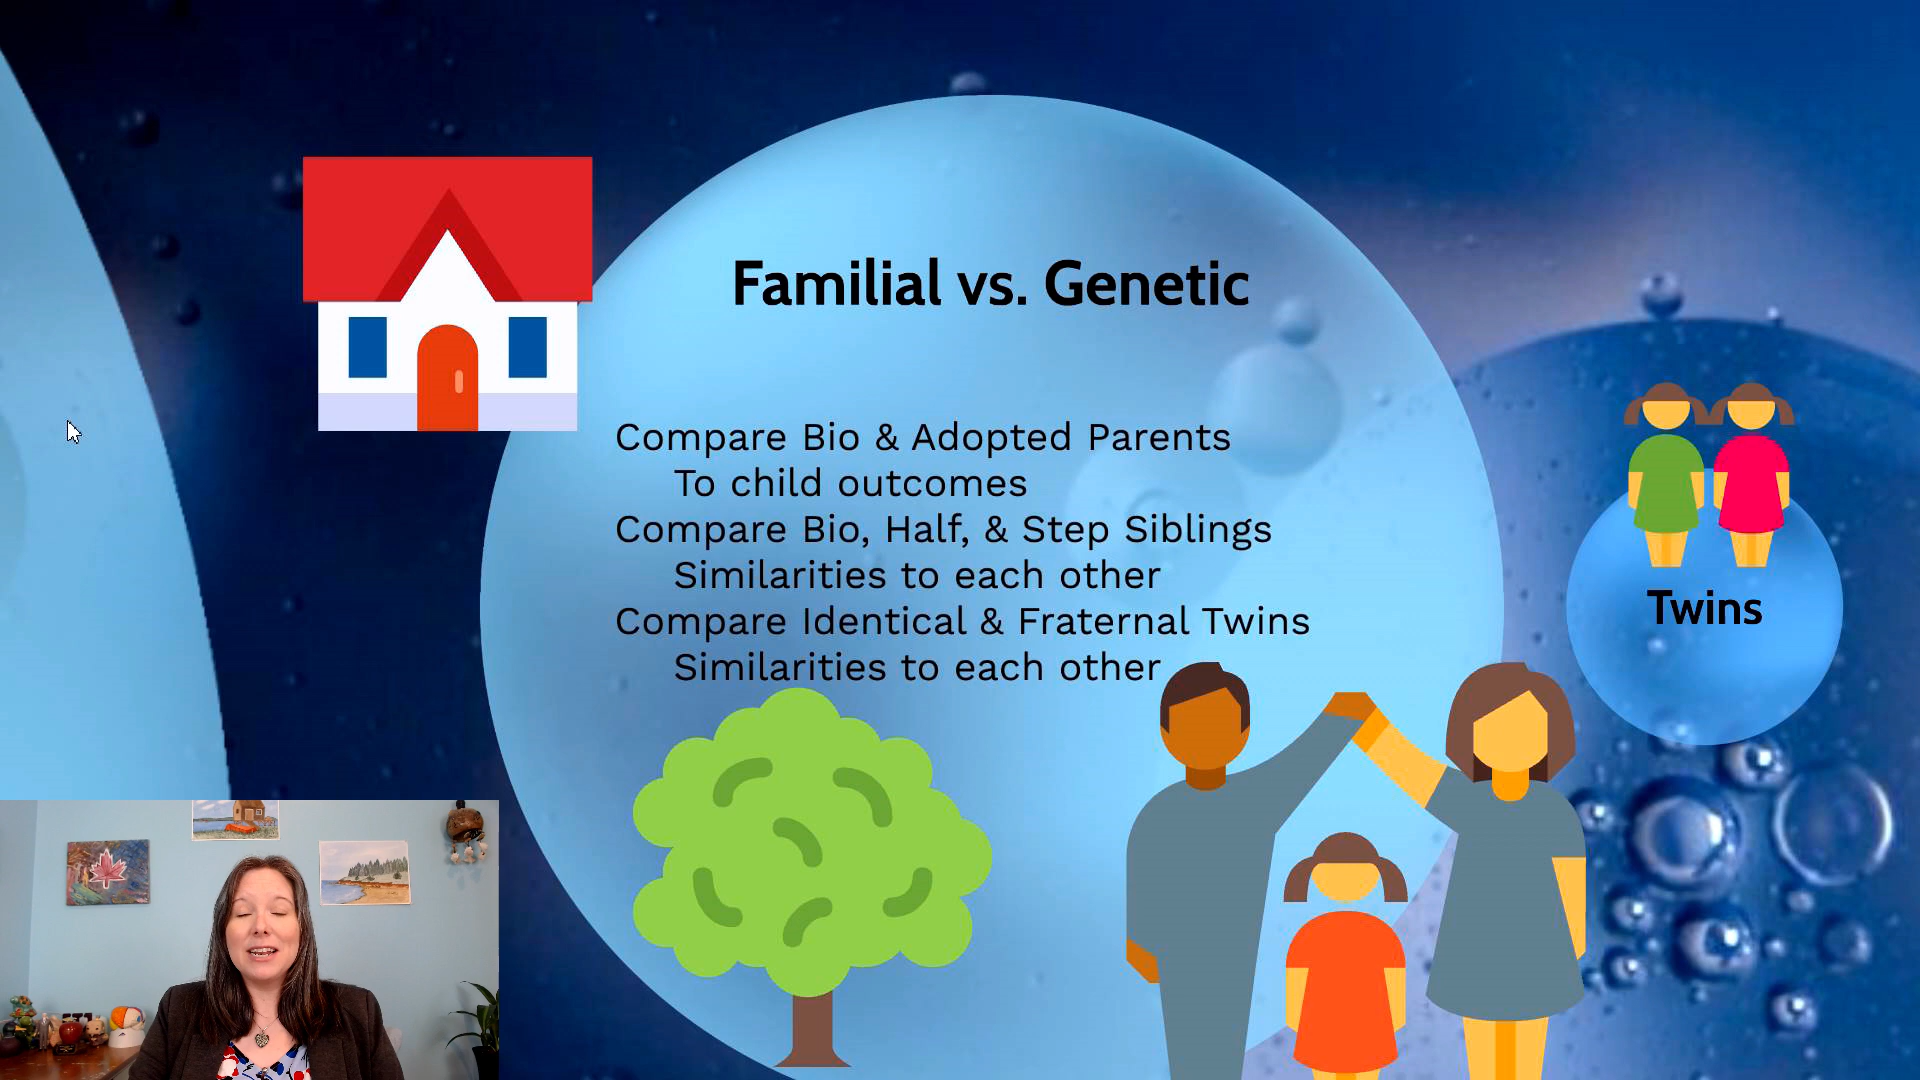 Familial vs. Genetic
Compare Bio & Adopted Parents
To child outcomes
Compare Bio, Half, & Step Siblings
Similarities to each other
Compare Identical & Fraternal Twins
Similarities to each other
Twins